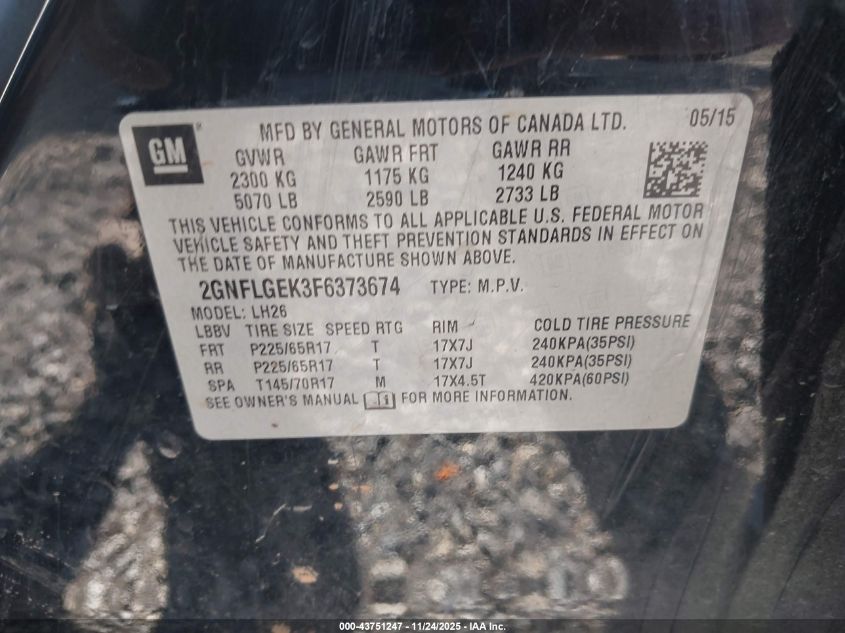 GM
MFD BY GENERAL MOTORS OF CANADA LTD. 05/15
GVWR GAWR FRT GAWR RR
2300 KG 1175 KG 1240 KG
5070 LB 2590 LB 2733 LB
THIS VEHICLE CONFORMS TO ALL APPLICABLE U.S. FEDERAL MOTOR
VEHICLE SAFETY AND THEFT PREVENTION STANDARDS IN EFFECT ON
THE DATE OF MANUFACTURE SHOWN ABOVE.
2GNFLGEK3F6373674 TYPE: M.P.V.
MODEL: LH26
LBBV TIRE SIZE SPEED RTG RIM COLD TIRE PRESSURE
FRT P225/65R17 T 17X7J 240KPA(35PSI)
RR P225/65R17 T 17X7J 240KPA(35PSI)
SPA T145/70R17 M 17X4.5T 420KPA(60PSI)
SEE OWNER'S MANUAL FOR MORE INFORMATION.
000-43751247 - 11/24/2025 - IAA Inc.